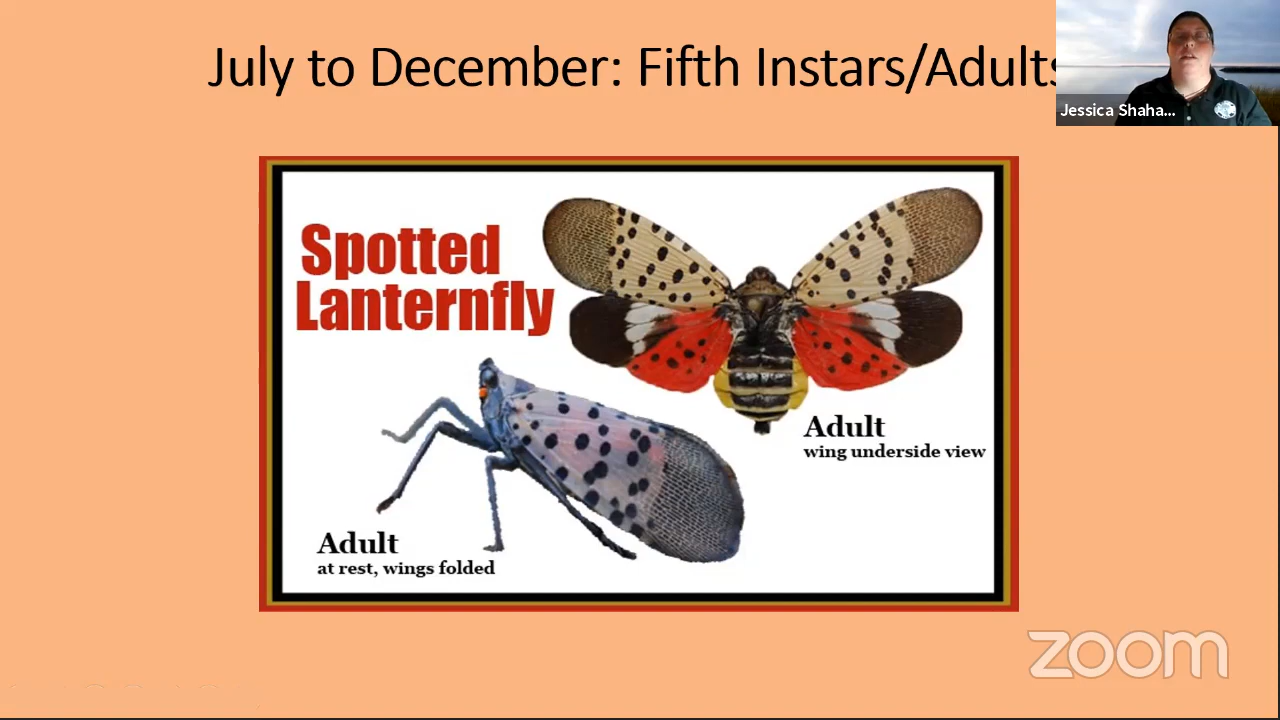 July to December: Fifth Instars/Adults
Jessica Shaha...
Spotted
Lanternfly
Adult
wing underside view
Adult
at rest, wings folded
zoom